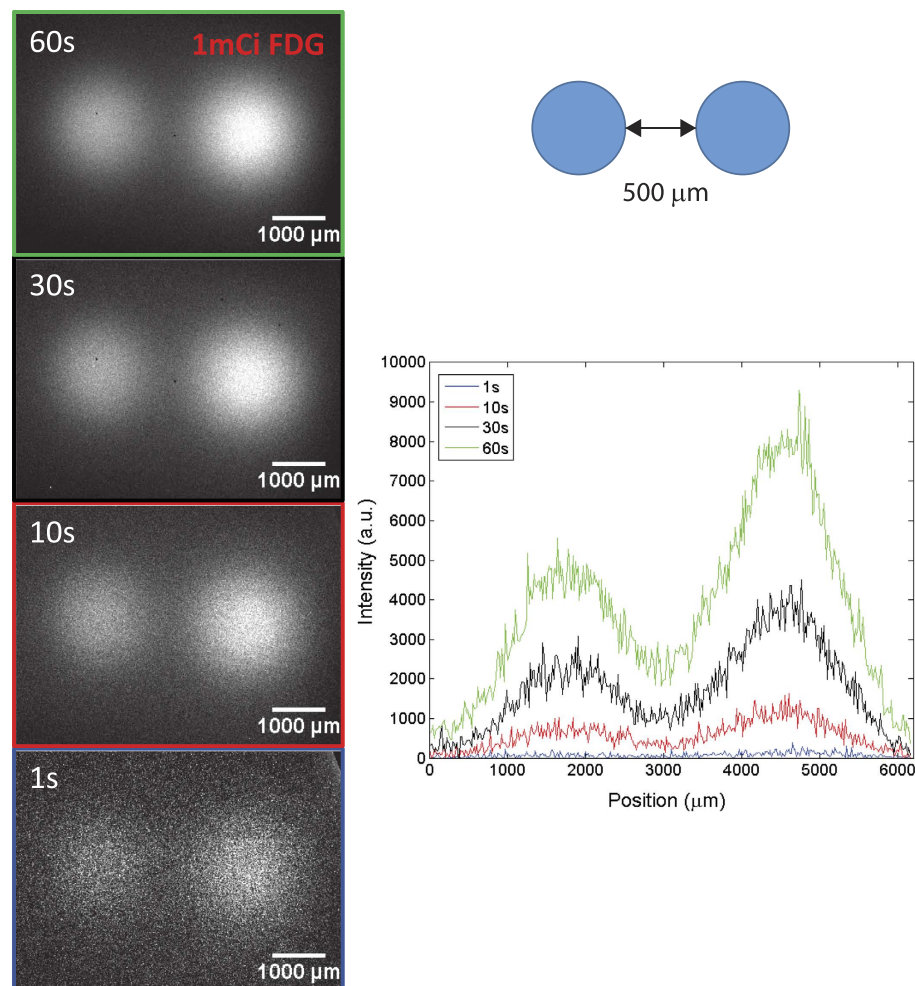 60s
1mCi FDG
1000 μm
30s
1000 μm
10s
1000 μm
1s
1000 μm
500 μm
10000
9000
8000
7000
6000
5000
4000
3000
2000
1000
0
Intensity (a.u.)
1s
10s
30s
60s
0 1000 2000 3000 4000 5000 6000
Position (μm)